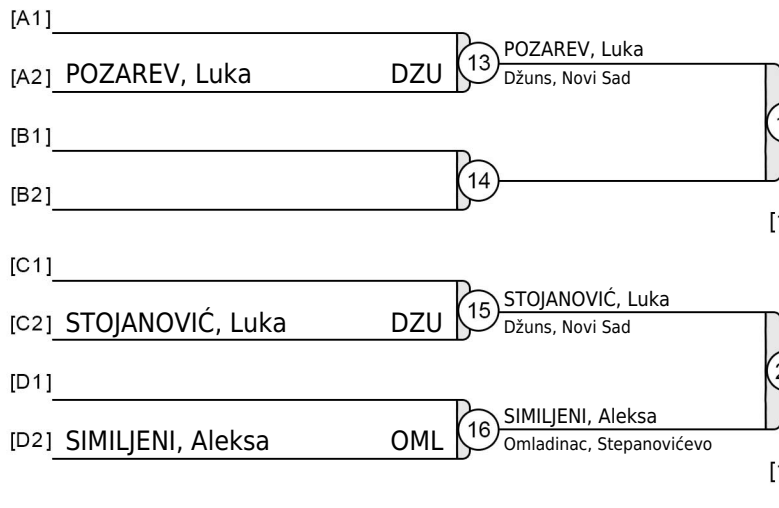 [A1]
[A2] POZAREV, Luka DZU
13
POZAREV, Luka
Džuns, Novi Sad
[B1]
[B2]
14
[C1]
[C2] STOJANOVIĆ, Luka DZU
15
STOJANOVIĆ, Luka
Džuns, Novi Sad
[D1]
[D2] SIMILJENI, Aleksa OML
16
SIMILJENI, Aleksa
Omladinac, Stepanovićevo